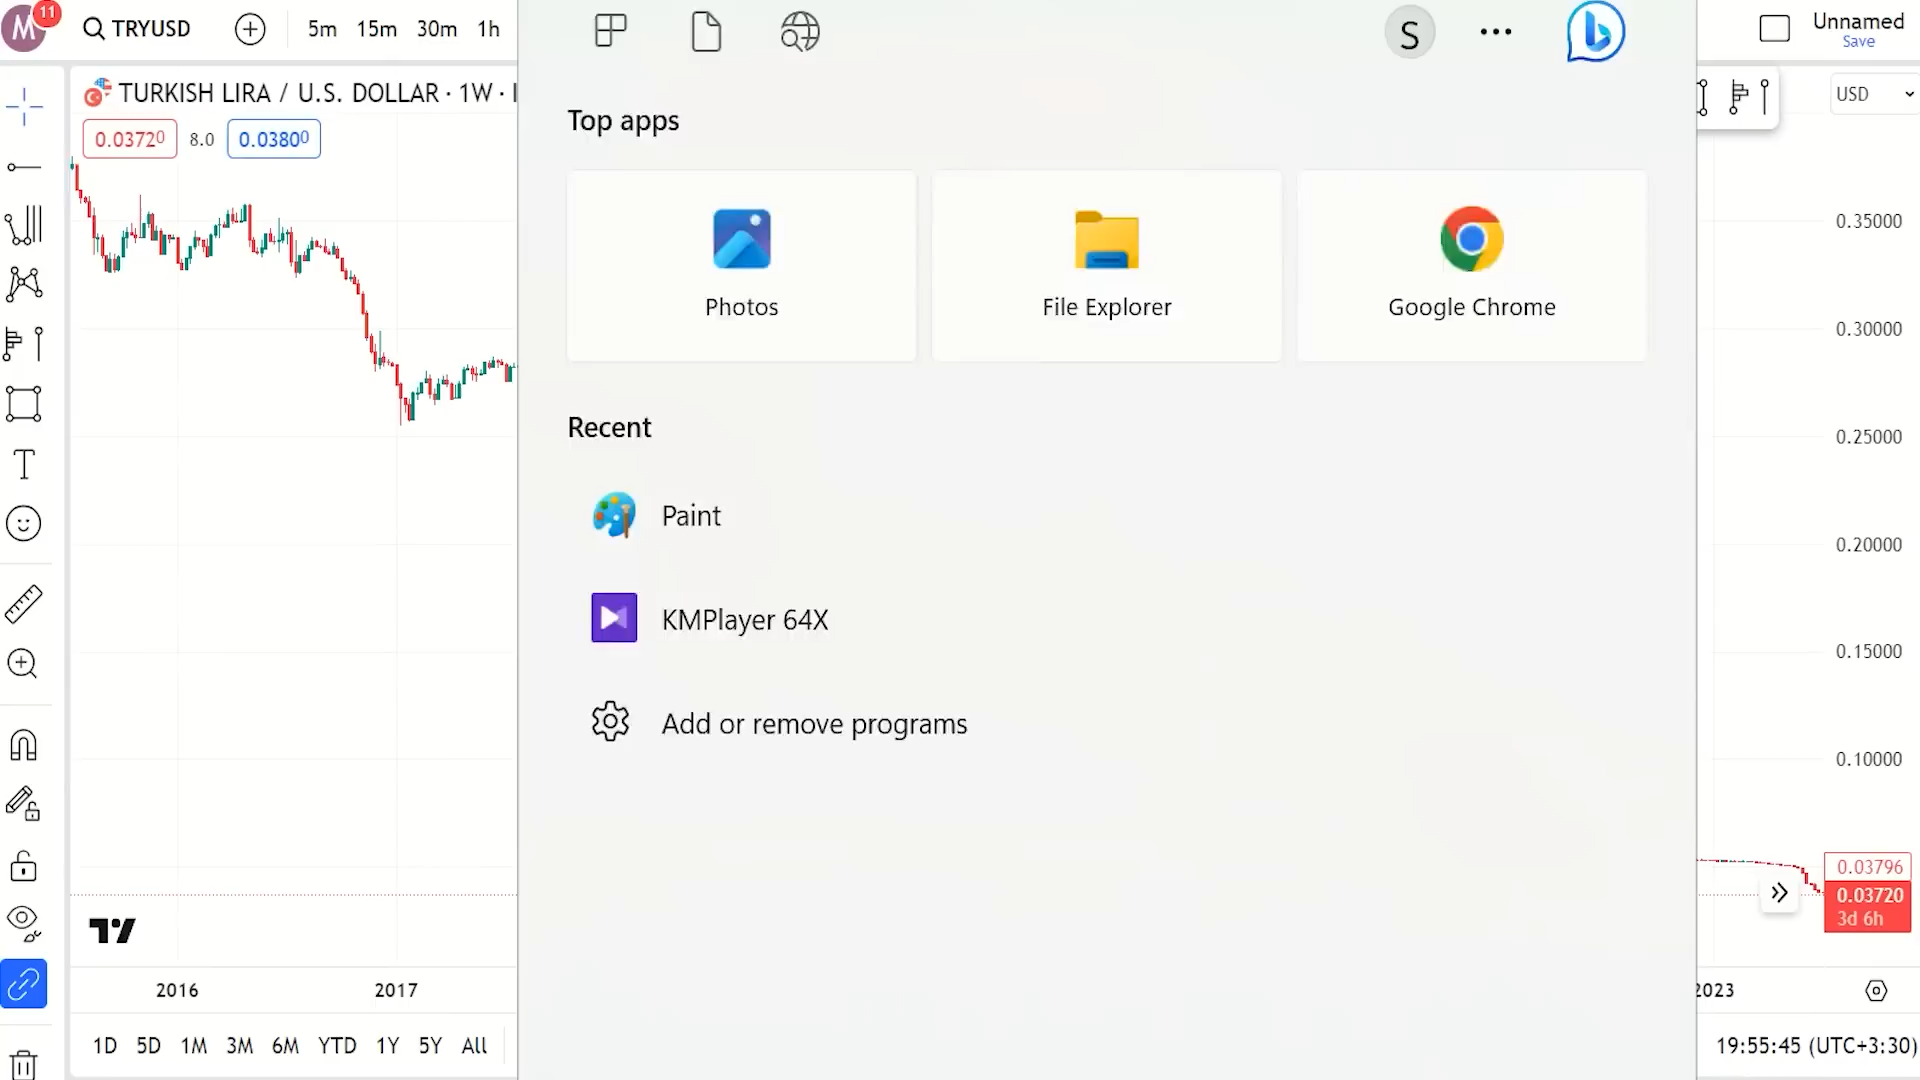 M
11
TRYUSD
5m 15m 30m 1h
S
Unnamed
Save
TURKISH LIRA / U.S. DOLLAR · 1W ·
0.03720 8.0 0.03800
USD
Top apps
Photos
File Explorer
Google Chrome
Recent
Paint
KMPlayer 64X
Add or remove programs
0.35000
0.30000
0.25000
0.20000
0.15000
0.10000
0.03796
0.03720
3d 6h
2016 2017 2023
1D 5D 1M 3M 6M YTD 1Y 5Y All
19:55:45 (UTC+3:30)